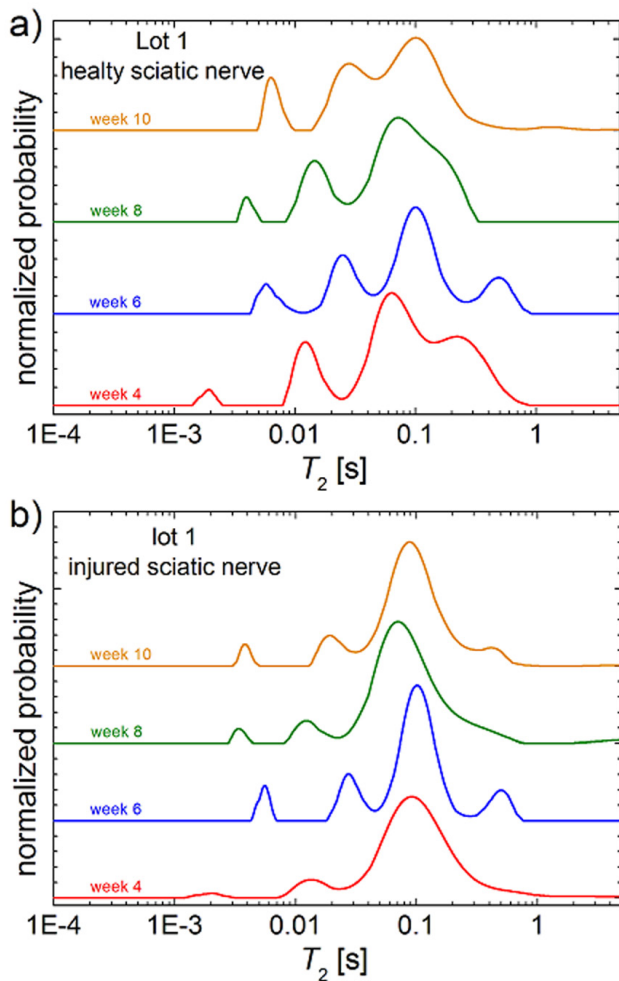 a)
Lot 1
healty sciatic nerve
normalized probability
week 10
week 8
week 6
week 4
1E-4 1E-3 0.01 0.1 1
T2 [s]
b)
lot 1
injured sciatic nerve
normalized probability
week 10
week 8
week 6
week 4
1E-4 1E-3 0.01 0.1 1
T2 [s]